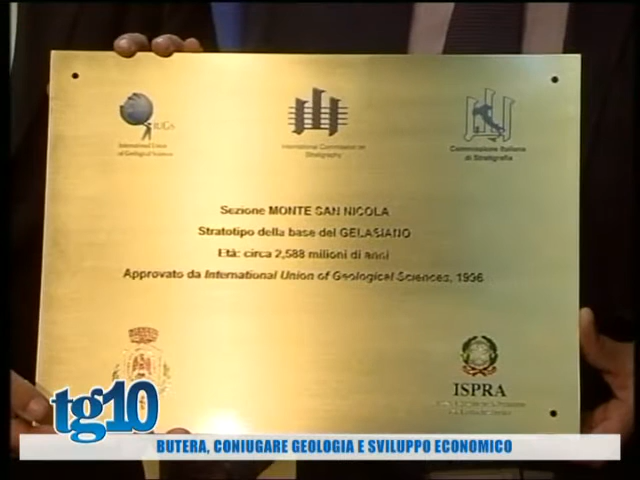 IUGS
International Union
of Geological Sciences
International Commission on
Stratigraphy
Commissione Italiana
di Stratigrafia
Sezione MONTE SAN NICOLA
Stratotipo della base del GELASIANO
Età: circa 2,588 milioni di anni
Approvato da International Union of Geological Sciences, 1996
ISPRA
tg10
BUTERA, CONIUGARE GEOLOGIA E SVILUPPO ECONOMICO